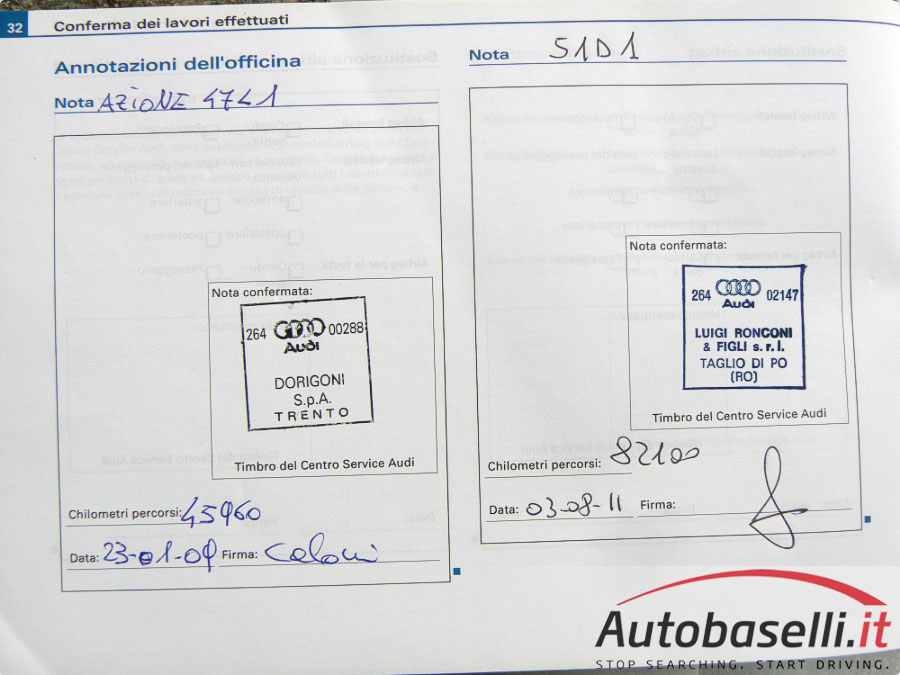 32 Conferma dei lavori effettuati
Annotazioni dell'officina
Nota AZIONE 47L1
Nota confermata:
264 00288
Audi
DORIGONI
S.p.A.
TRENTO
Timbro del Centro Service Audi
Chilometri percorsi: 45960
Data: 23-01-09 Firma:
Nota 51D1
Nota confermata:
264 02147
Audi
LUIGI RONCONI
& FIGLI s.r.l.
TAGLIO DI PO
(RO)
Timbro del Centro Service Audi
Chilometri percorsi: 82100
Data: 03-08-11 Firma:
Autobaselli.it
STOP SEARCHING. START DRIVING.